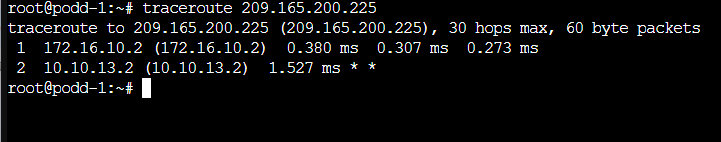 root@podd-1:~# traceroute 209.165.200.225
traceroute to 209.165.200.225 (209.165.200.225), 30 hops max, 60 byte packets
 1  172.16.10.2 (172.16.10.2)  0.380 ms  0.307 ms  0.273 ms
 2  10.10.13.2 (10.10.13.2)  1.527 ms * *
root@podd-1:~#